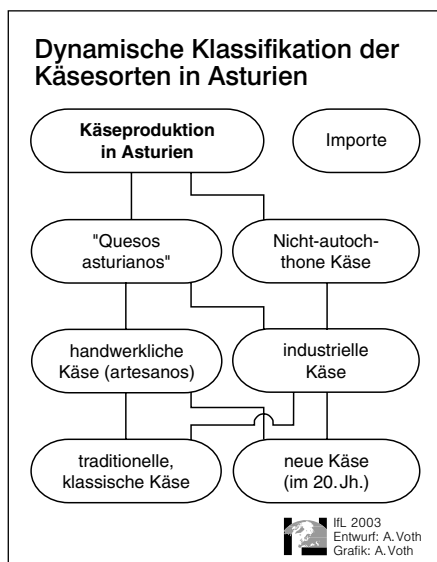 Dynamische Klassifikation der
Käsesorten in Asturien
Käseproduktion
in Asturien
Importe
"Quesos
asturianos"
Nicht-autoch-
thone Käse
handwerkliche
Käse (artesanos)
industrielle
Käse
traditionelle,
klassische Käse
neue Käse
(im 20. Jh.)
IfL 2003
Entwurf: A. Voth
Grafik: A. Voth